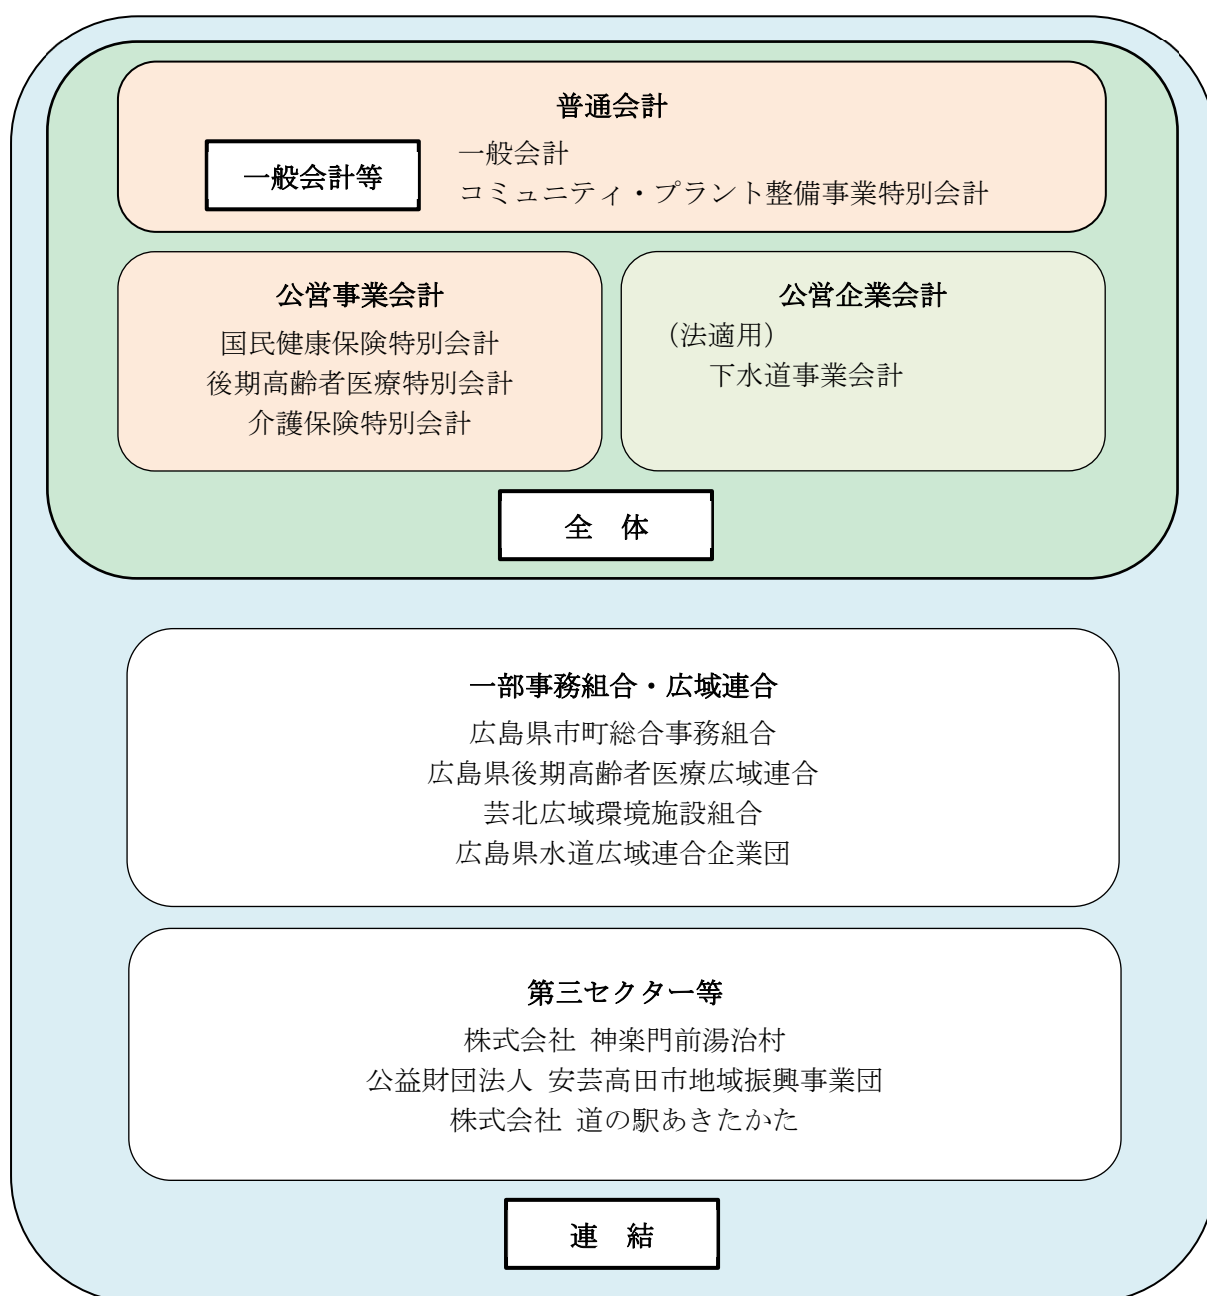 普通会計
一般会計等
一般会計
コミュニティ・プラント整備事業特別会計
公営事業会計
国民健康保険特別会計
後期高齢者医療特別会計
介護保険特別会計
公営企業会計
（法適用）
下水道事業会計
全　体
一部事務組合・広域連合
広島県市町総合事務組合
広島県後期高齢者医療広域連合
芸北広域環境施設組合
広島県水道広域連合企業団
第三セクター等
株式会社 神楽門前湯治村
公益財団法人 安芸高田市地域振興事業団
株式会社 道の駅あきたかた
連　結